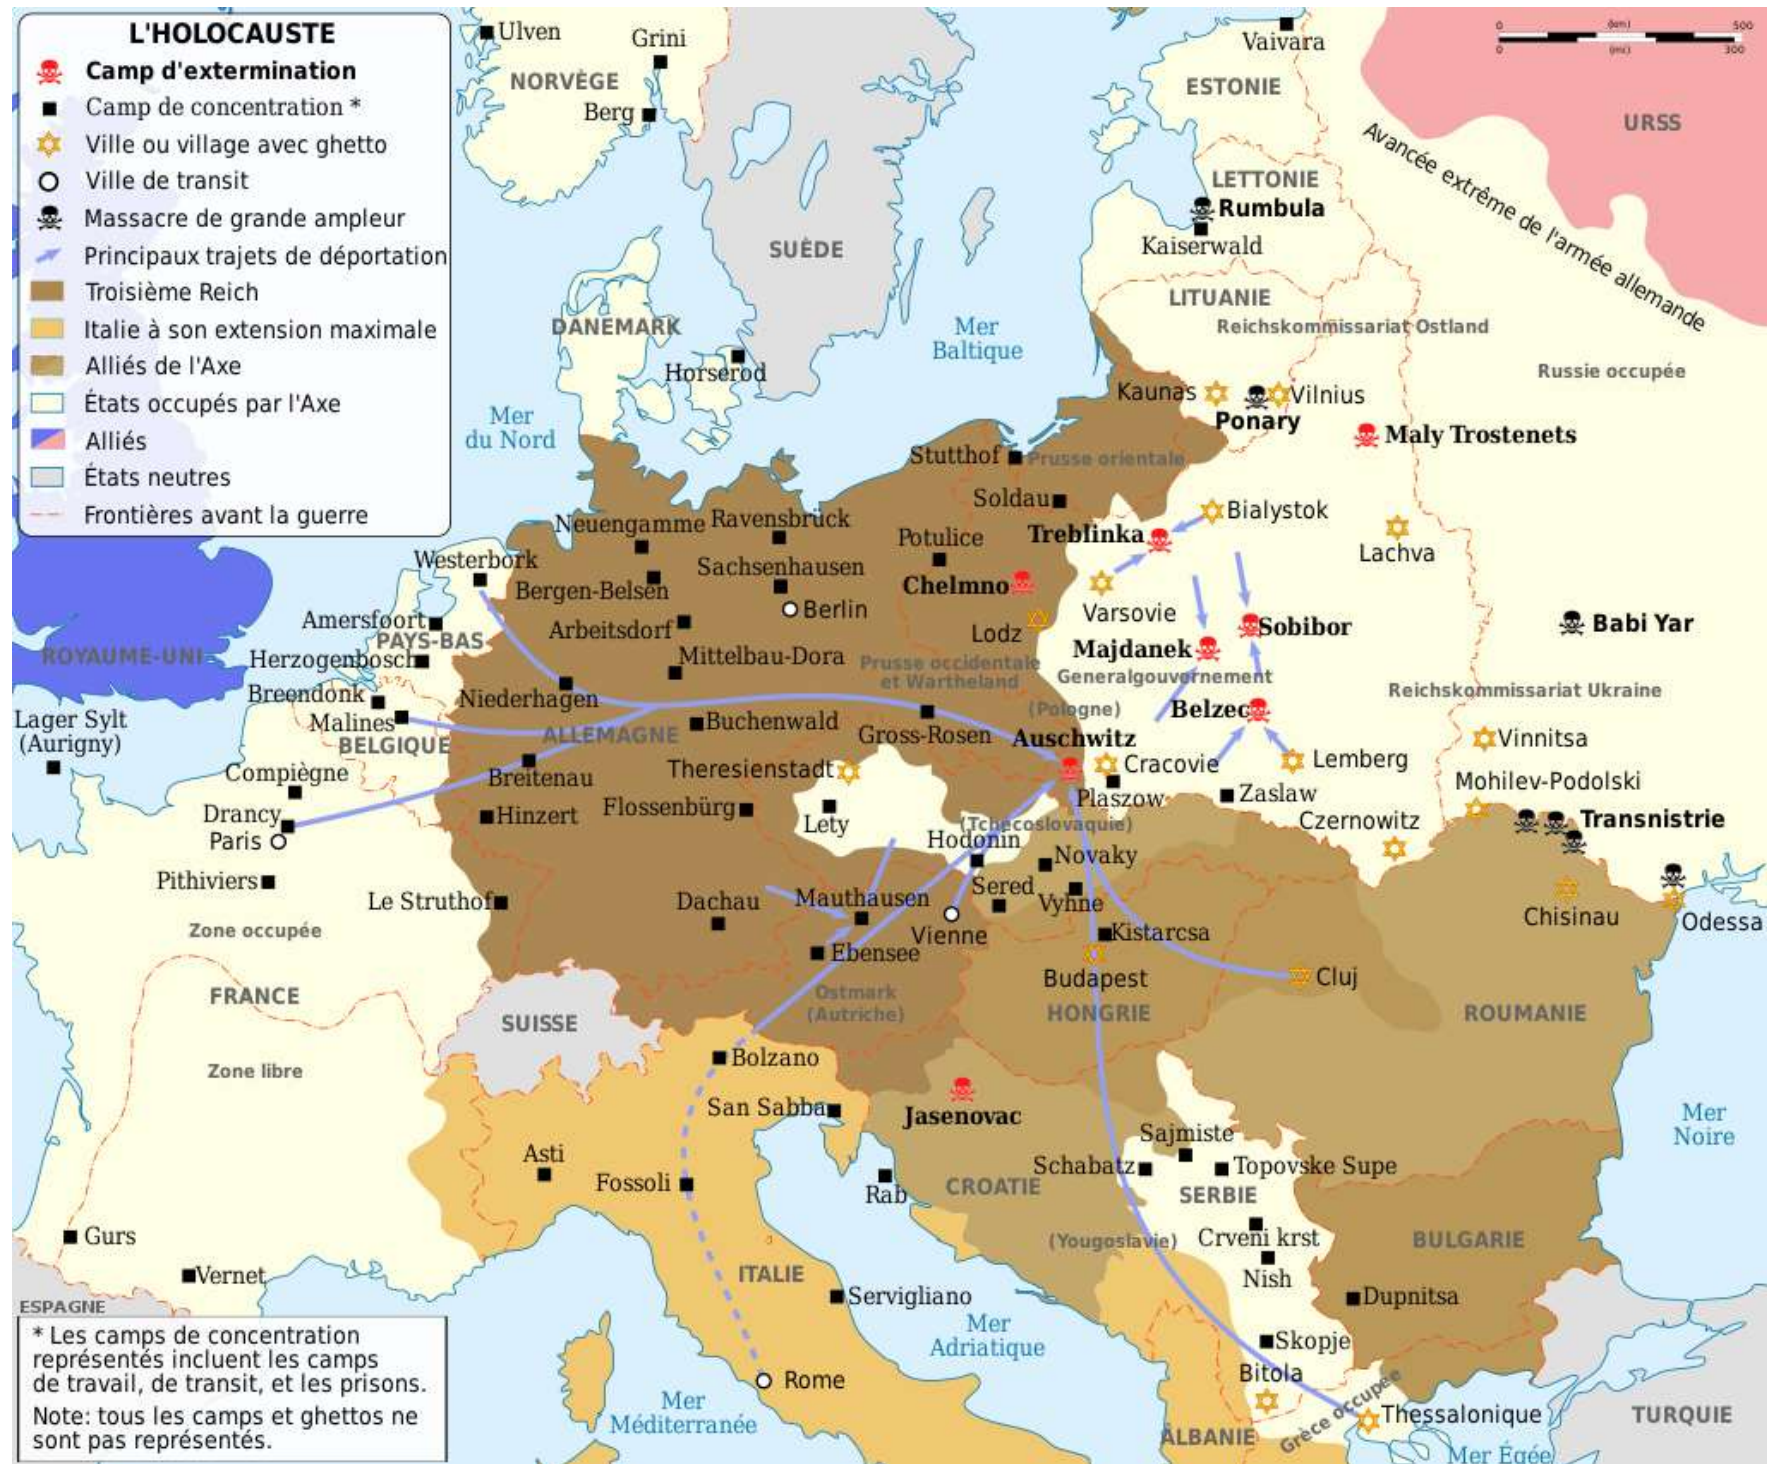 L'HOLOCAUSTE
Camp d'extermination
Camp de concentration *
Ville ou village avec ghetto
Ville de transit
Massacre de grande ampleur
Principaux trajets de déportation
Troisième Reich
Italie à son extension maximale
Alliés de l'Axe
États occupés par l'Axe
Alliés
États neutres
Frontières avant la guerre
0 (km) 500
0 (mi) 300
Ulven
Grini
NORVÈGE
Berg
Vaivara
ESTONIE
URSS
Avancée extrême de l'armée allemande
LETTONIE
Rumbula
Kaiserwald
SUÈDE
LITUANIE
Reichskommissariat Ostland
DANEMARK
Mer
Baltique
Horserød
Russie occupée
Kaunas
Vilnius
Ponary
Mer
du Nord
Maly Trostenets
Stutthof
Prusse orientale
Soldau
Bialystok
Neuengamme
Ravensbrück
Potulice
Treblinka
Lachva
Westerbork
Sachsenhausen
Chelmno
Bergen-Belsen
Berlin
Varsovie
Amersfoort
Arbeitsdorf
Lodz
Sobibor
Babi Yar
PAYS-BAS
ROYAUME-UNI
Herzogenbosch
Mittelbau-Dora
Majdanek
Prusse occidentale
et Wartheland
Generalgouvernement
Reichskommissariat Ukraine
Breendonk
Niederhagen
(Pologne)
Belzec
Lager Sylt
(Aurigny)
Malines
BELGIQUE
ALLEMAGNE
Buchenwald
Gross-Rosen
Auschwitz
Vinnitsa
Compiègne
Breitenau
Theresienstadt
Cracovie
Lemberg
Mohilev-Podolski
Drancy
Hinzert
Flossenbürg
Plaszow
Zaslaw
Paris
Lety
(Tchécoslovaquie)
Czernowitz
Transnistrie
Hodonin
Novaky
Pithiviers
Le Struthof
Dachau
Mauthausen
Sered
Vyhne
Chisinau
Odessa
Zone occupée
Vienne
Kistarcsa
Ebensee
Budapest
Cluj
FRANCE
SUISSE
Ostmark
(Autriche)
HONGRIE
ROUMANIE
Zone libre
Bolzano
San Sabba
Jasenovac
Mer
Noire
Asti
Sajmiste
Fossoli
Schabatz
Topovske Supe
Rab
CROATIE
SERBIE
Gurs
Crveni krst
(Yougoslavie)
BULGARIE
Vernet
ITALIE
Nish
ESPAGNE
Servigliano
Dupnitsa
Mer
Adriatique
Skopje
Bitola
Rome
Grèce occupée
Thessalonique
Mer
Méditerranée
ALBANIE
TURQUIE
Mer Égée
* Les camps de concentration
représentés incluent les camps
de travail, de transit, et les prisons.
Note: tous les camps et ghettos ne
sont pas représentés.